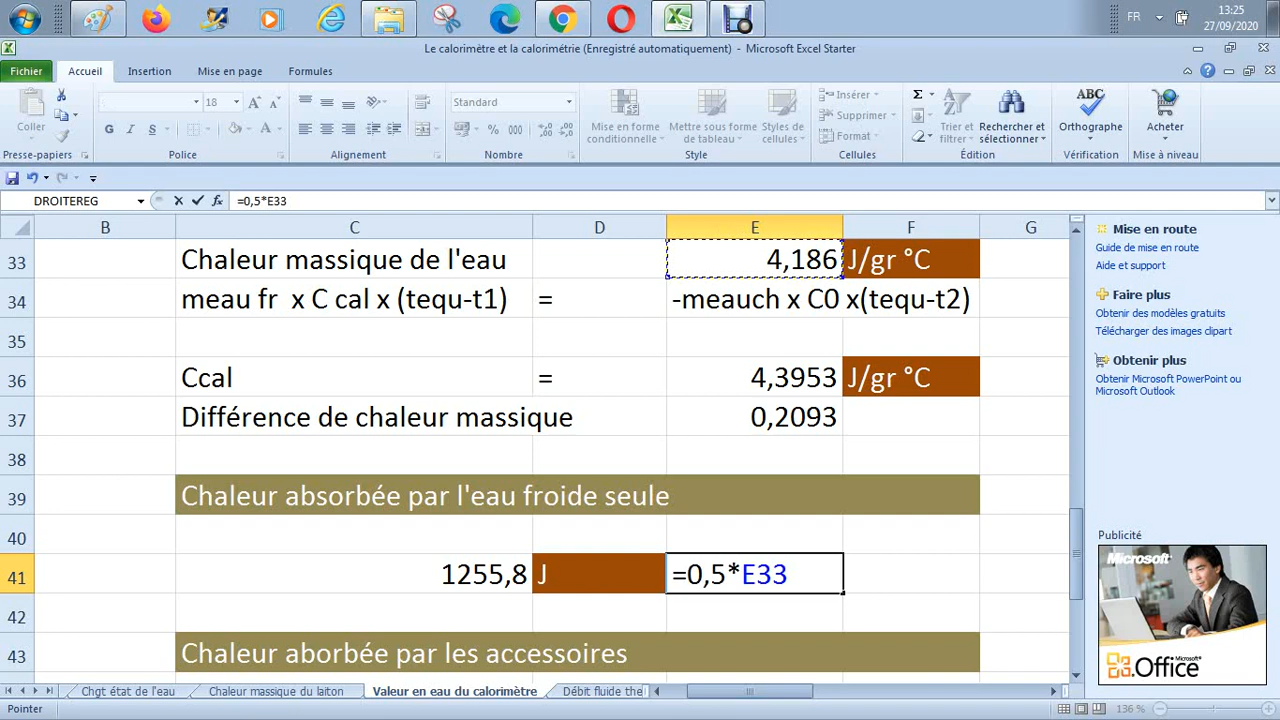 13:25
FR
27/09/2020
Le calorimètre et la calorimétrie (Enregistré automatiquement) - Microsoft Excel Starter
Fichier Accueil Insertion Mise en page Formules
Coller
Presse-papiers
18
G I S
Police
Alignement
Standard
% 000
Nombre
Mise en forme conditionnelle
Mettre sous forme de tableau
Styles de cellules
Style
Insérer
Supprimer
Format
Cellules
Σ
Trier et filtrer
Rechercher et sélectionner
Édition
ABC
Orthographe
Vérification
Acheter
Mise à niveau
DROITEREG fx =0,5*E33
B C D E F G
33 Chaleur massique de l'eau 4,186 J/gr °C
34 meau fr x C cal x (tequ-t1) = -meauch x C0 x(tequ-t2)
35
36 Ccal = 4,3953 J/gr °C
37 Différence de chaleur massique 0,2093
38
39 Chaleur absorbée par l'eau froide seule
40
41 1255,8 J =0,5*E33
42
43 Chaleur aborbée par les accessoires
Mise en route
Guide de mise en route
Aide et support
Faire plus
Obtenir des modèles gratuits
Télécharger des images clipart
Obtenir plus
Obtenir Microsoft PowerPoint ou
Microsoft Outlook
Publicité
Microsoft
Office
Chgt état de l'eau Chaleur massique du laiton Valeur en eau du calorimètre Débit fluide the
Pointer 136 %